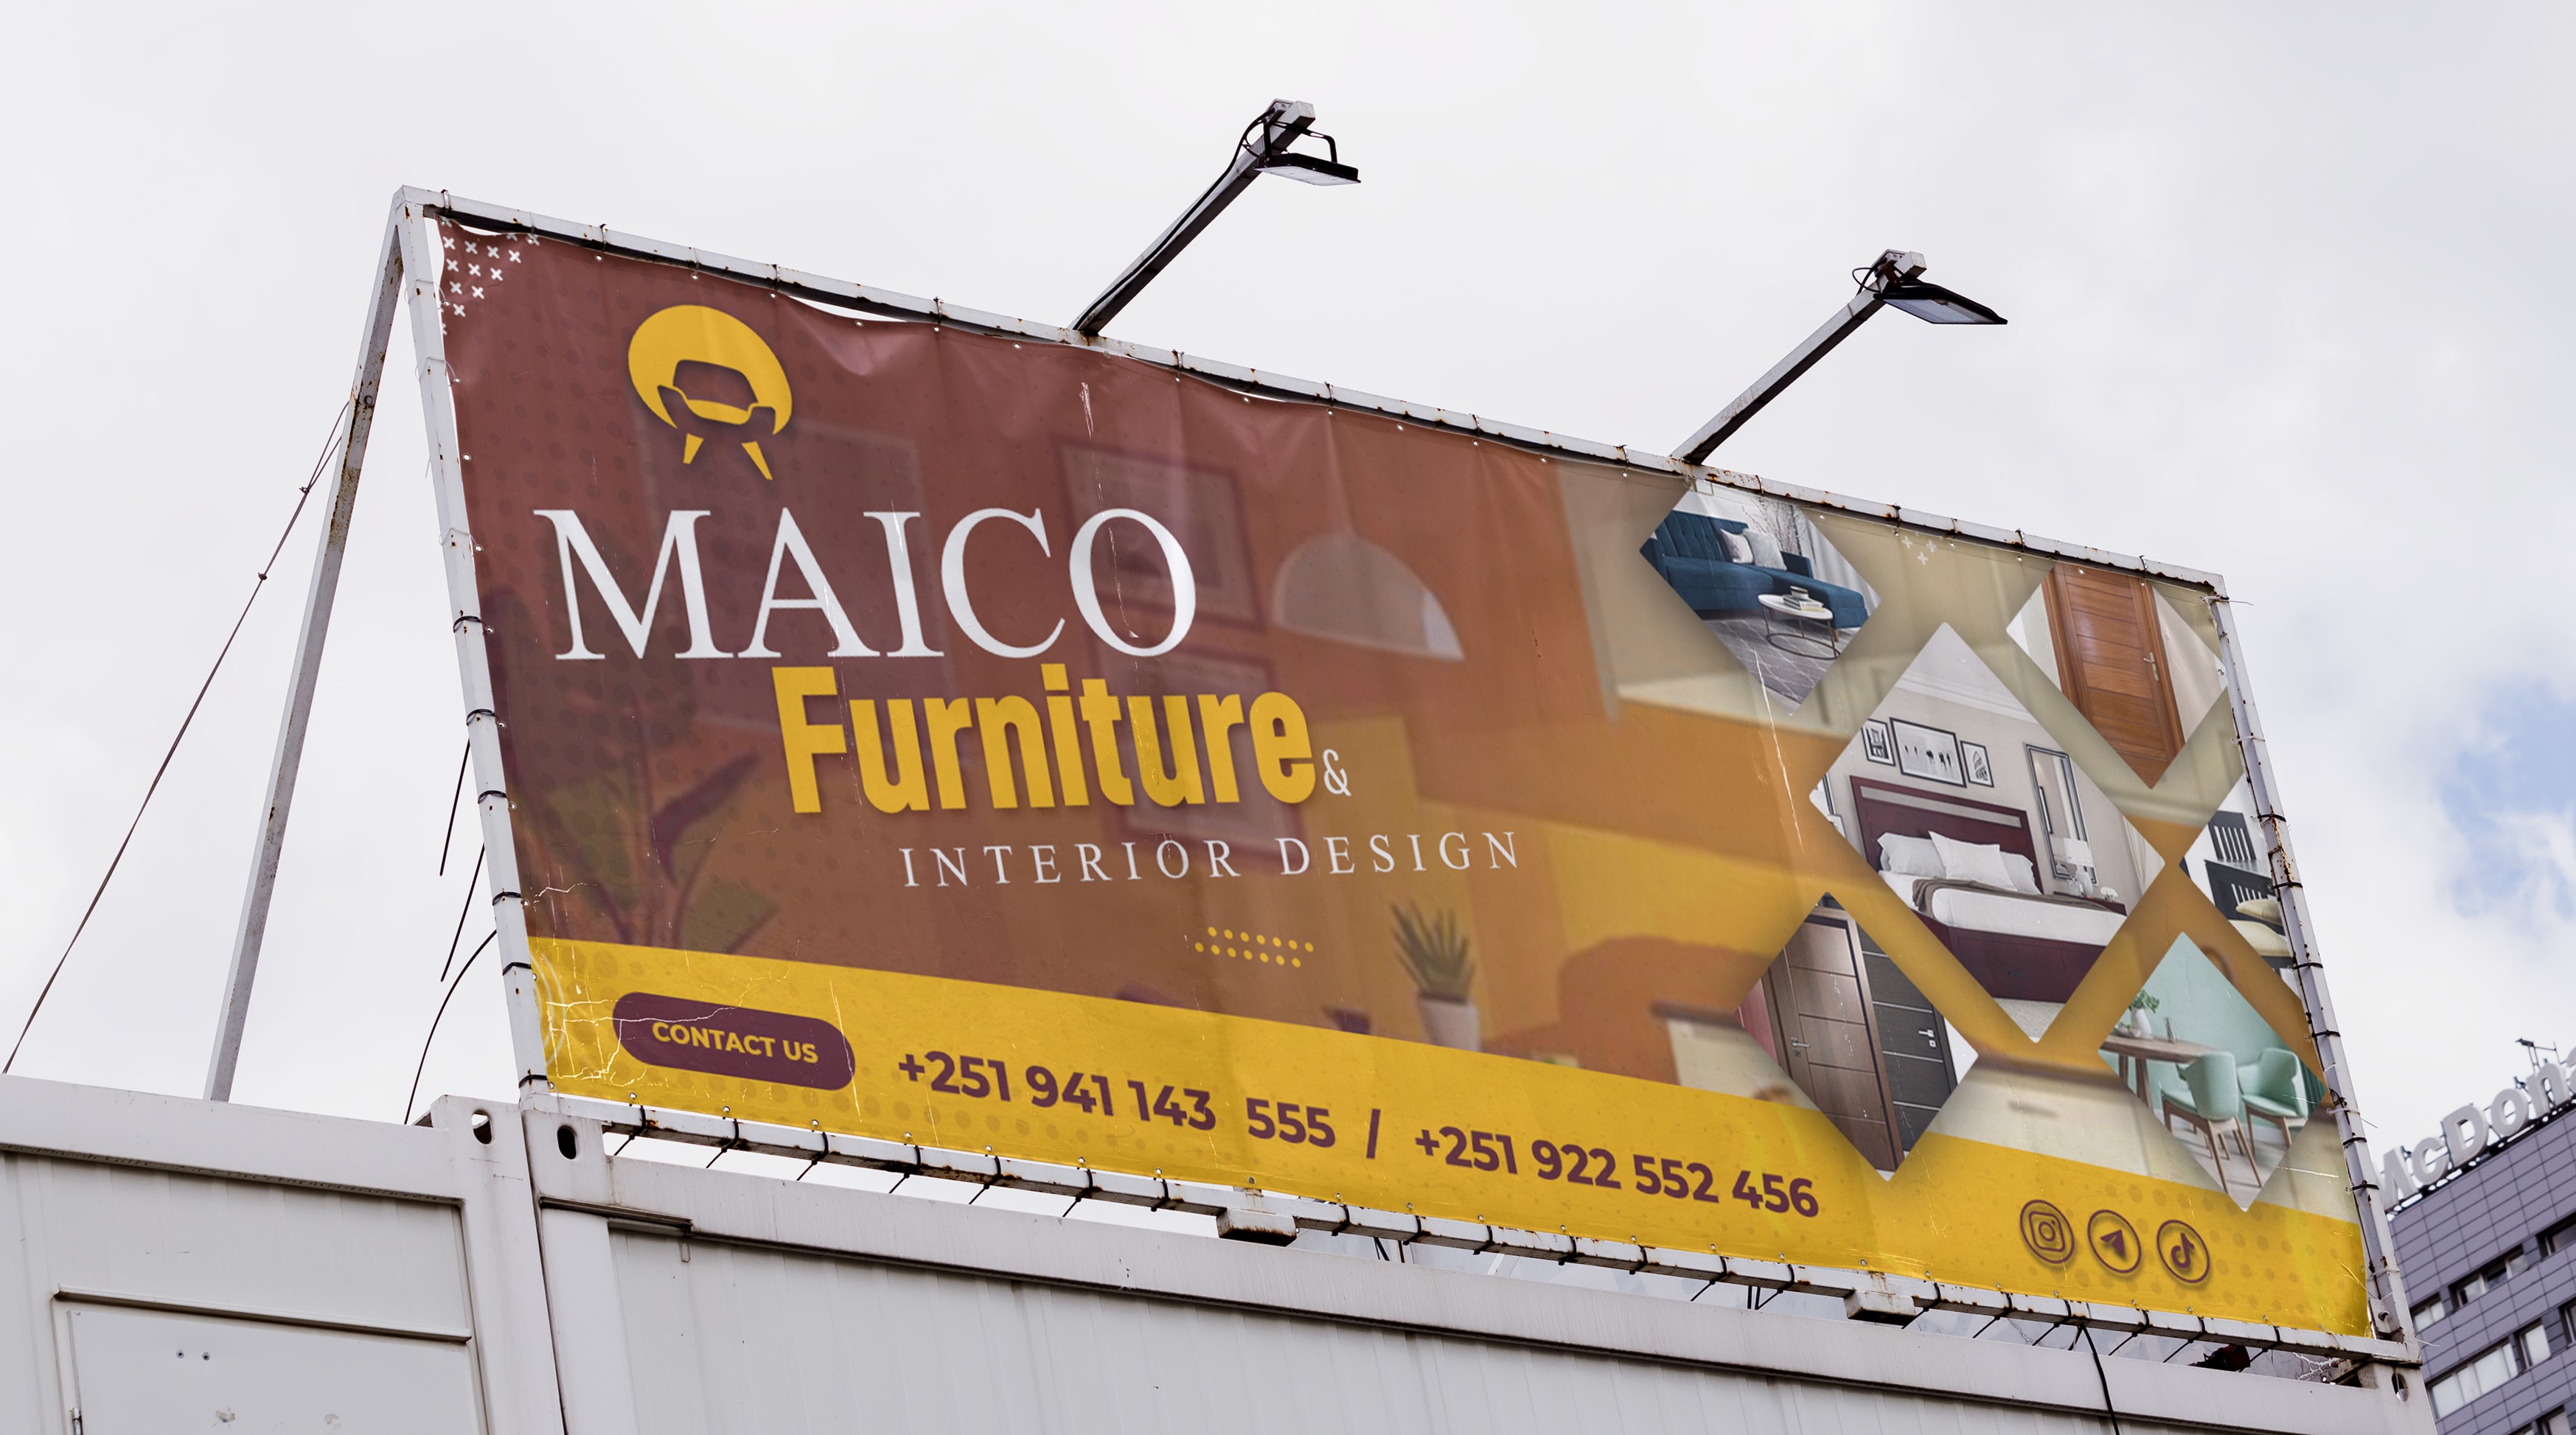 MAICO
Furniture &
INTERIOR DESIGN
CONTACT US
+251 941 143 555 / +251 922 552 456